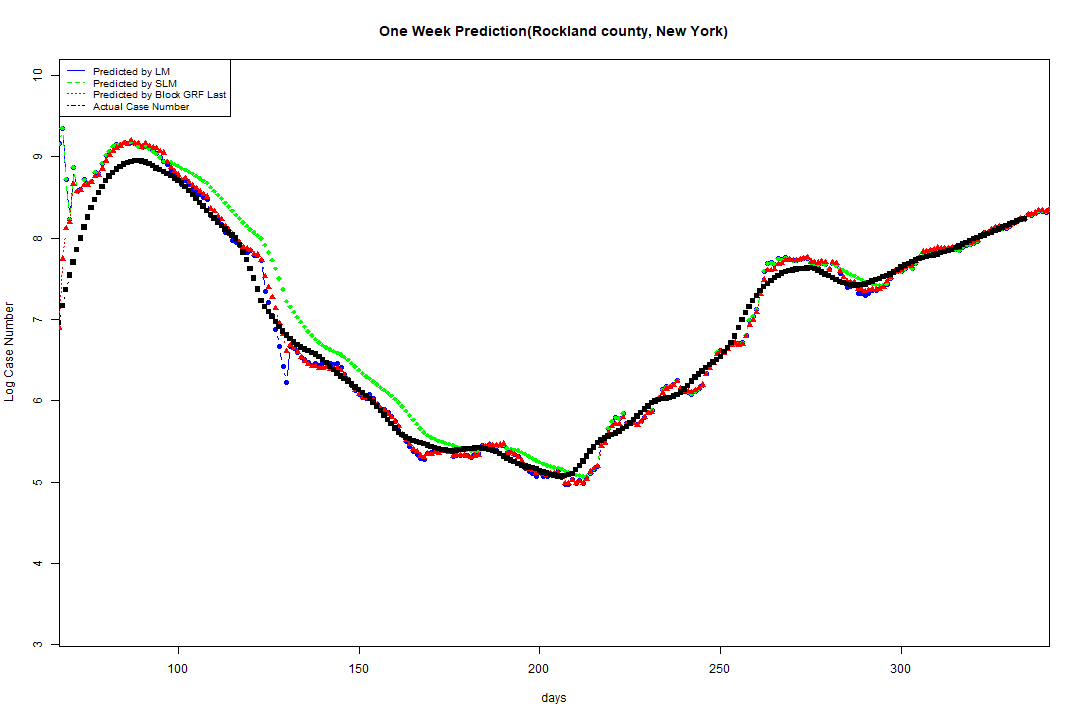 One Week Prediction(Rockland county, New York)
Predicted by LM
Predicted by SLM
Predicted by Block GRF Last
Actual Case Number
10
9
8
7
6
5
4
3
Log Case Number
100 150 200 250 300
days